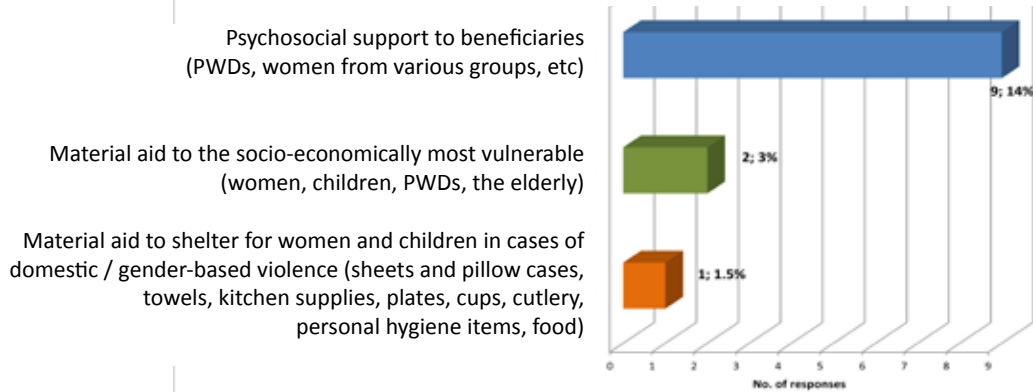 Psychosocial support to beneficiaries
(PWDs, women from various groups, etc)
9; 14%
Material aid to the socio-economically most vulnerable
(women, children, PWDs, the elderly)
2; 3%
Material aid to shelter for women and children in cases of
domestic / gender-based violence (sheets and pillow cases,
towels, kitchen supplies, plates, cups, cutlery,
personal hygiene items, food)
1; 1.5%
0 1 2 3 4 5 6 7 8 9
No. of responses